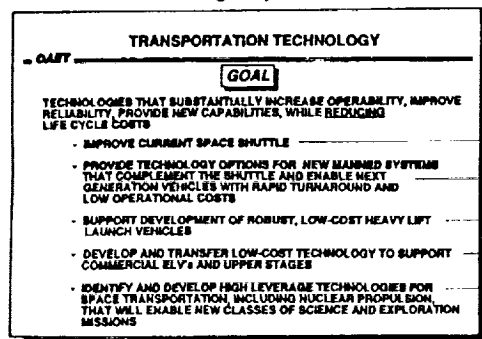 TRANSPORTATION TECHNOLOGY
OAET
GOAL
TECHNOLOGIES THAT SUBSTANTIALLY INCREASE OPERABILITY, IMPROVE
RELIABILITY, PROVIDE NEW CAPABILITIES, WHILE REDUCING
LIFE CYCLE COSTS
- IMPROVE CURRENT SPACE SHUTTLE
- PROVIDE TECHNOLOGY OPTIONS FOR NEW MANNED SYSTEMS
THAT COMPLEMENT THE SHUTTLE AND ENABLE NEXT
GENERATION VEHICLES WITH RAPID TURNAROUND AND
LOW OPERATIONAL COSTS
- SUPPORT DEVELOPMENT OF ROBUST, LOW-COST HEAVY LIFT
LAUNCH VEHICLES
- DEVELOP AND TRANSFER LOW-COST TECHNOLOGY TO SUPPORT
COMMERCIAL ELV's AND UPPER STAGES
- IDENTIFY AND DEVELOP HIGH LEVERAGE TECHNOLOGIES FOR
SPACE TRANSPORTATION, INCLUDING NUCLEAR PROPULSION,
THAT WILL ENABLE NEW CLASSES OF SCIENCE AND EXPLORATION
MISSIONS